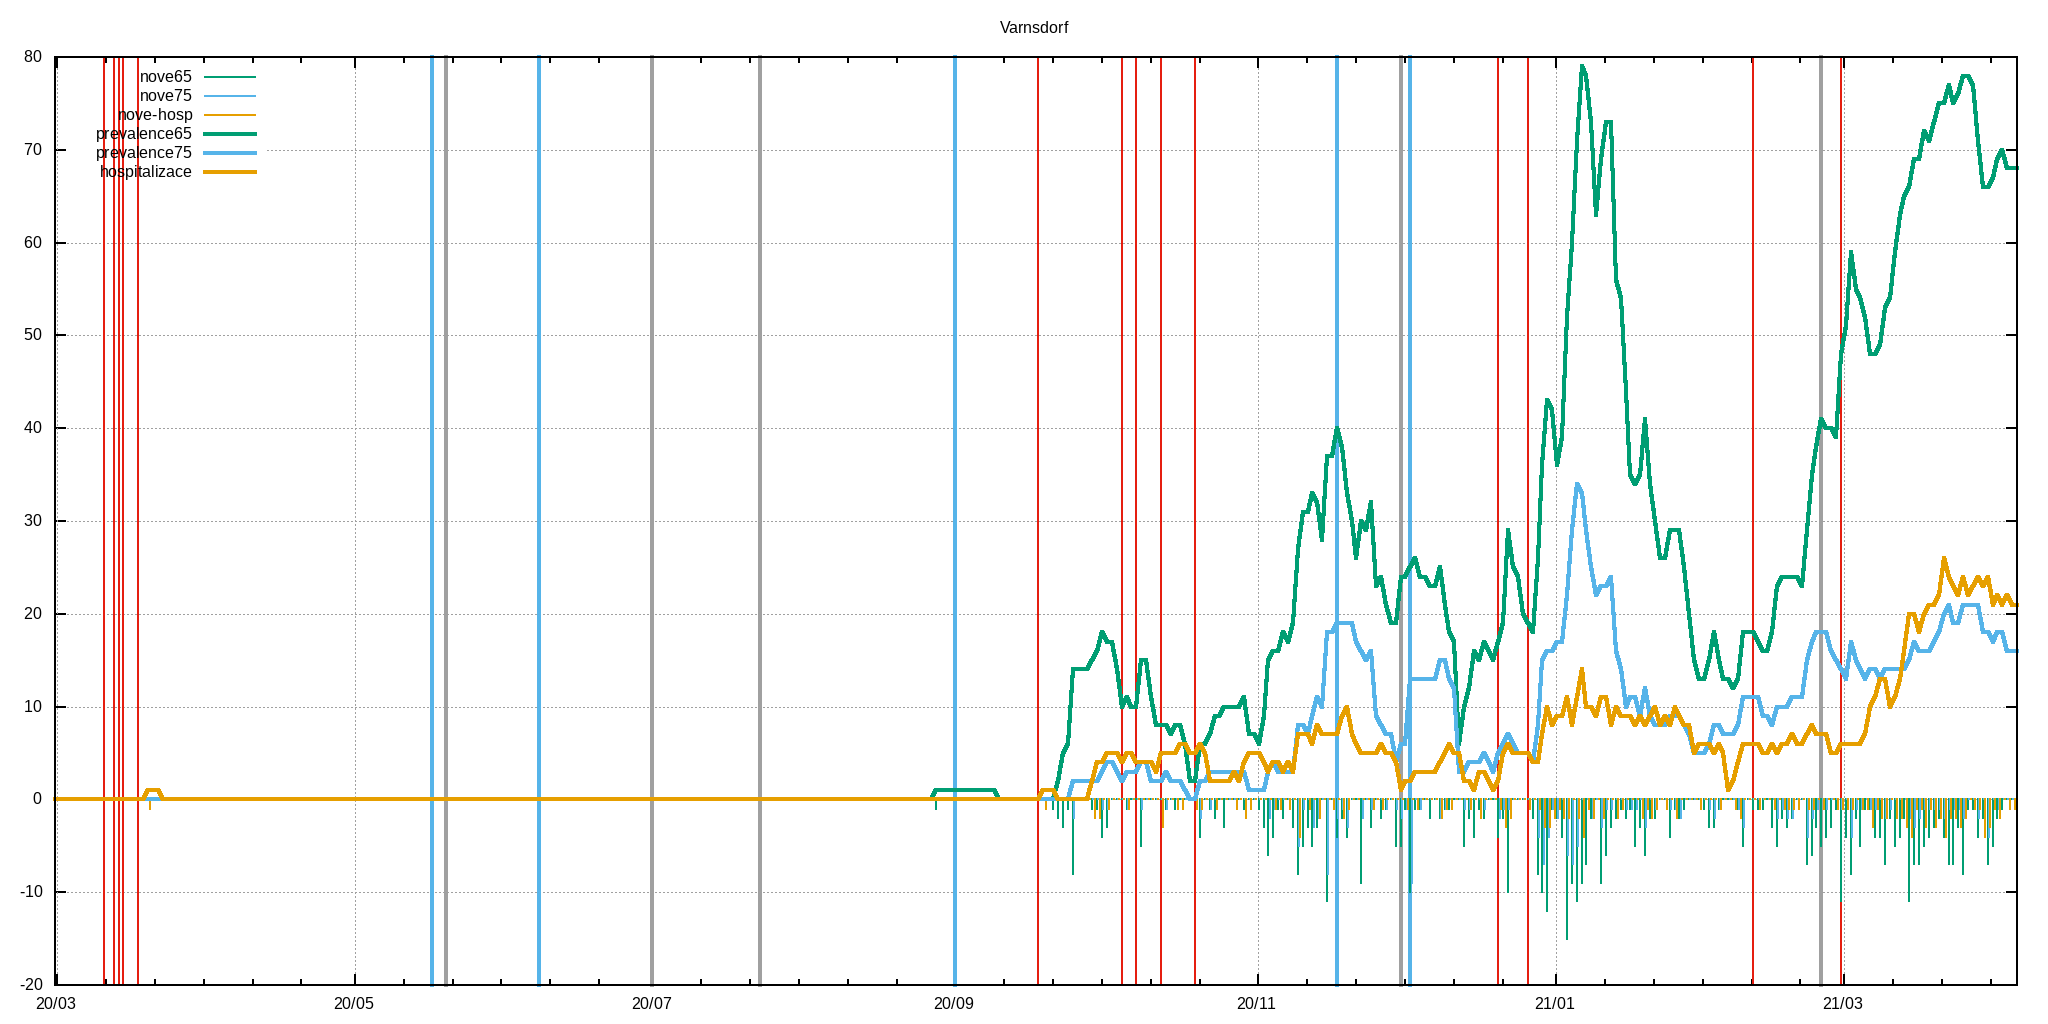 Varnsdorf
80
70
60
50
40
30
20
10
0
-10
-20
nove65
nove75
nove-hosp
prevalence65
prevalence75
hospitalizace
20/03 20/05 20/07 20/09 20/11 21/01 21/03